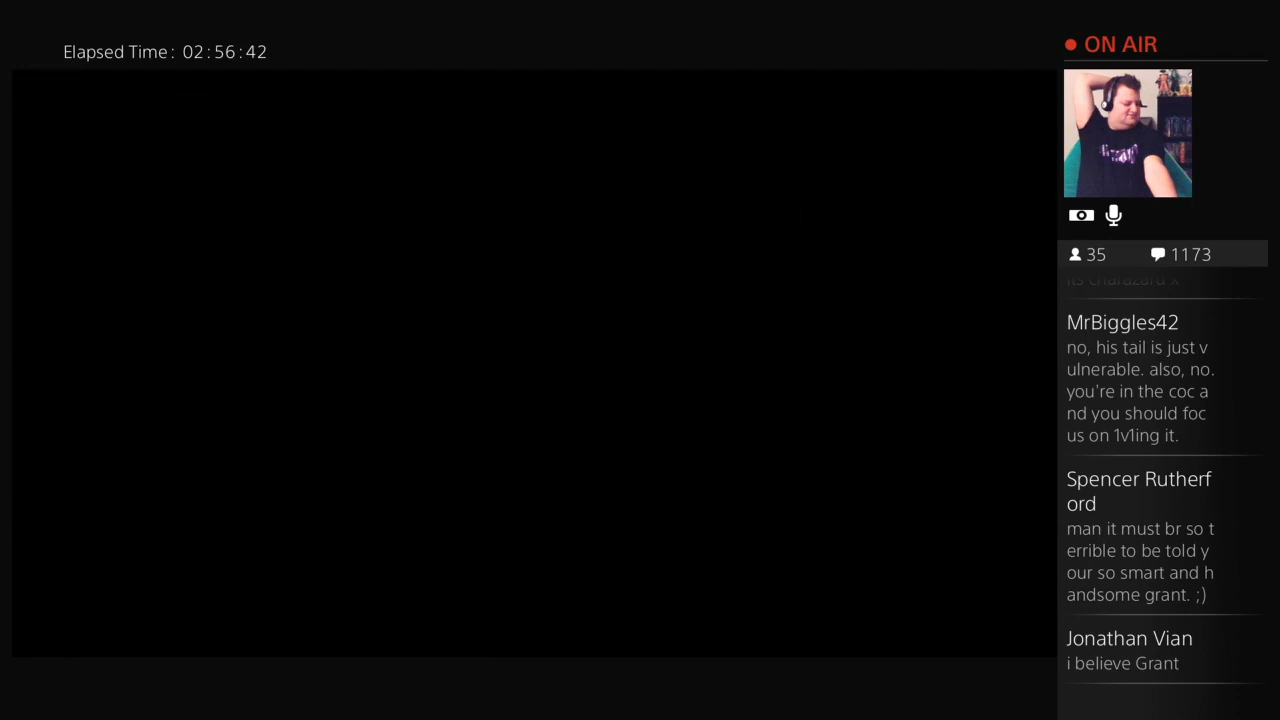 Elapsed Time: 02:56:42
ON AIR
35 1173
its charazard x
MrBiggles42
no, his tail is just v
ulnerable. also, no.
you're in the coc a
nd you should foc
us on 1v1ing it.
Spencer Rutherf
ord
man it must br so t
errible to be told y
our so smart and h
andsome grant. ;)
Jonathan Vian
i believe Grant